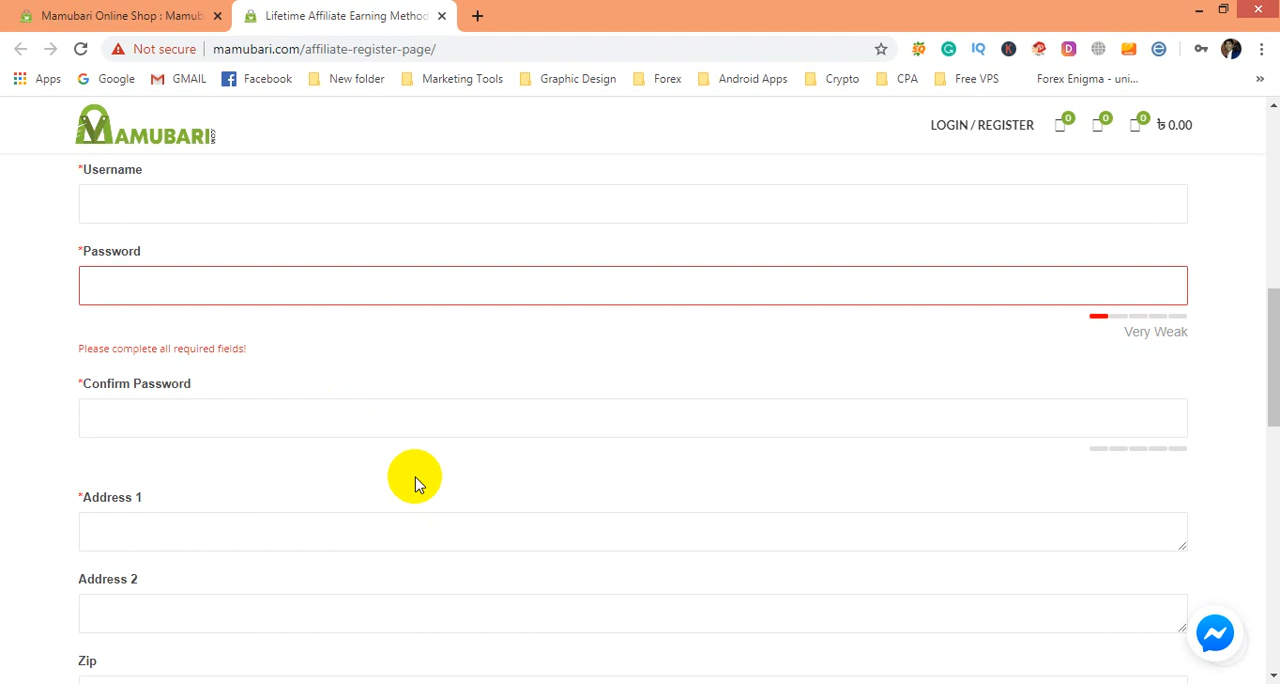 Mamubari Online Shop : Mamub
Lifetime Affiliate Earning Metho
Not secure
mamubari.com/affiliate-register-page/
Apps
Google
GMAIL
Facebook
New folder
Marketing Tools
Graphic Design
Forex
Android Apps
Crypto
CPA
Free VPS
Forex Enigma - uni...
»
MAMUBARI
.COM
LOGIN / REGISTER
0
0
0
৳ 0.00
*Username
*Password
Very Weak
Please complete all required fields!
*Confirm Password
*Address 1
Address 2
Zip